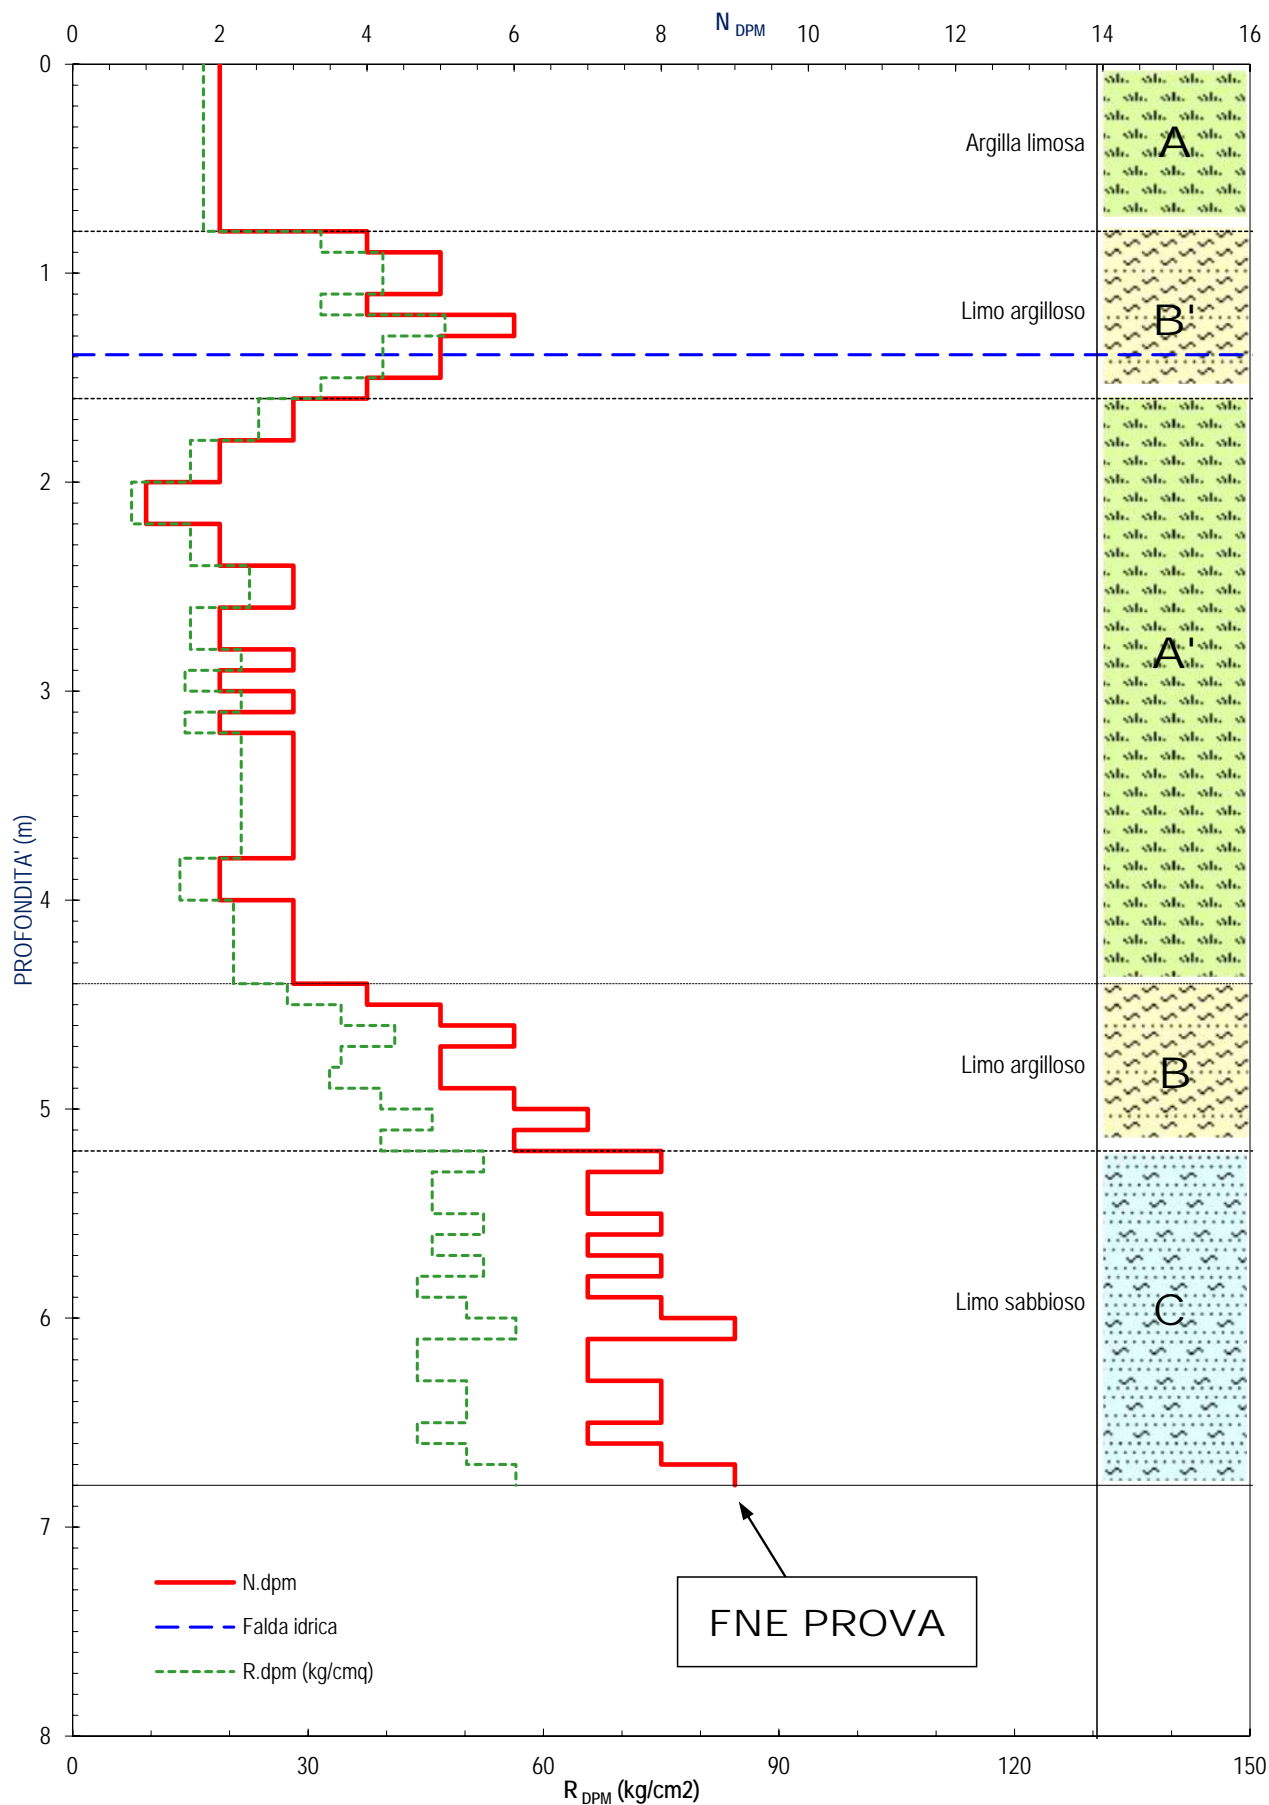 0 2 4 6 8 10 12 14 16
N DPM
0
Argilla limosa
A
1
Limo argilloso
B'
2
A'
3
PROFONDITA' (m)
4
Limo argilloso
B
5
Limo sabbioso
C
6
7
N.dpm
Falda idrica
R.dpm (kg/cmq)
FNE PROVA
8
0 30 60 90 120 150
R DPM (kg/cm2)